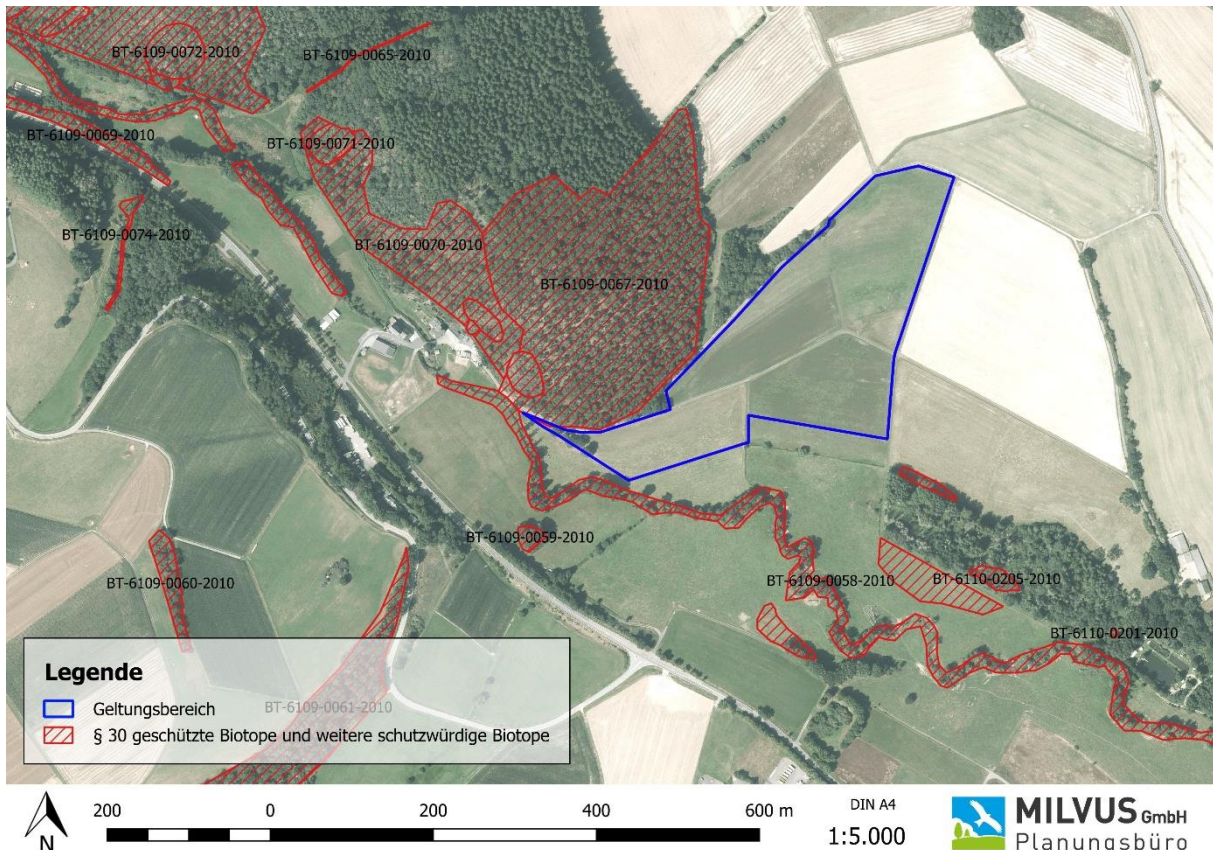 BT-6109-0072-2010
BT-6109-0065-2010
BT-6109-0069-2010
BT-6109-0071-2010
BT-6109-0074-2010
BT-6109-0070-2010
BT-6109-0067-2010
BT-6109-0059-2010
BT-6109-0060-2010
BT-6109-0058-2010
BT-6110-0205-2010
BT-6110-0201-2010
BT-6109-0061-2010
Legende
Geltungsbereich
§ 30 geschützte Biotope und weitere schutzwürdige Biotope
N
200 0 200 400 600 m
DIN A4
1:5.000
MILVUS GmbH
Planungsbüro